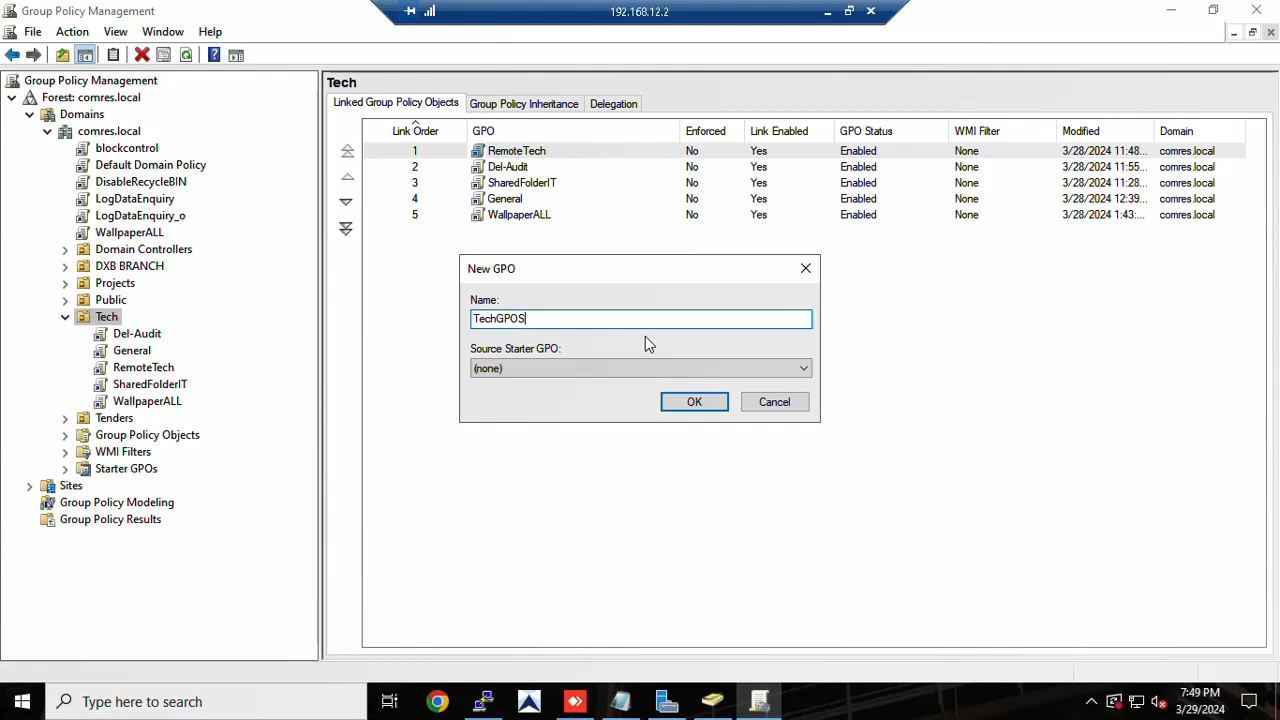 Group Policy Management
192.168.12.2
File Action View Window Help
Group Policy Management
Forest: comres.local
Domains
comres.local
blockcontrol
Default Domain Policy
DisableRecycleBIN
LogDataEnquiry
LogDataEnquiry_o
WallpaperALL
Domain Controllers
DXB BRANCH
Projects
Public
Tech
Del-Audit
General
RemoteTech
SharedFolderIT
WallpaperALL
Tenders
Group Policy Objects
WMI Filters
Starter GPOs
Sites
Group Policy Modeling
Group Policy Results
Tech
Linked Group Policy Objects Group Policy Inheritance Delegation
Link Order GPO Enforced Link Enabled GPO Status WMI Filter Modified Domain
1 RemoteTech No Yes Enabled None 3/28/2024 11:48... comres.local
2 Del-Audit No Yes Enabled None 3/28/2024 11:55... comres.local
3 SharedFolderIT No Yes Enabled None 3/28/2024 11:28... comres.local
4 General No Yes Enabled None 3/28/2024 12:39... comres.local
5 WallpaperALL No Yes Enabled None 3/28/2024 1:43:... comres.local
New GPO
Name:
TechGPOS
Source Starter GPO:
(none)
OK Cancel
Type here to search
7:49 PM
3/29/2024